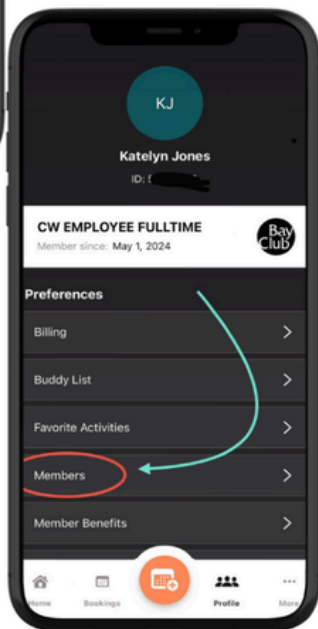 KJ
Katelyn Jones
ID:
CW EMPLOYEE FULLTIME
Member since: May 1, 2024
Bay
Club
Preferences
Billing
Buddy List
Favorite Activities
Members
Member Benefits
Home Bookings Profile More